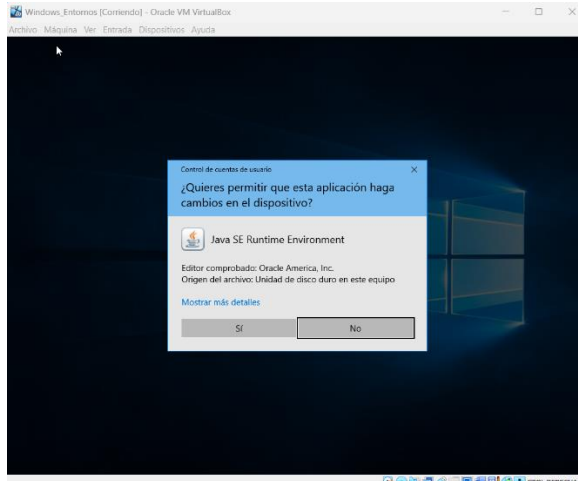 Windows_Entornos [Corriendo] - Oracle VM VirtualBox
Archivo Máquina Ver Entrada Dispositivos Ayuda
Control de cuentas de usuario
¿Quieres permitir que esta aplicación haga
cambios en el dispositivo?
Java SE Runtime Environment
Editor comprobado: Oracle America, Inc.
Origen del archivo: Unidad de disco duro en este equipo
Mostrar más detalles
Sí No